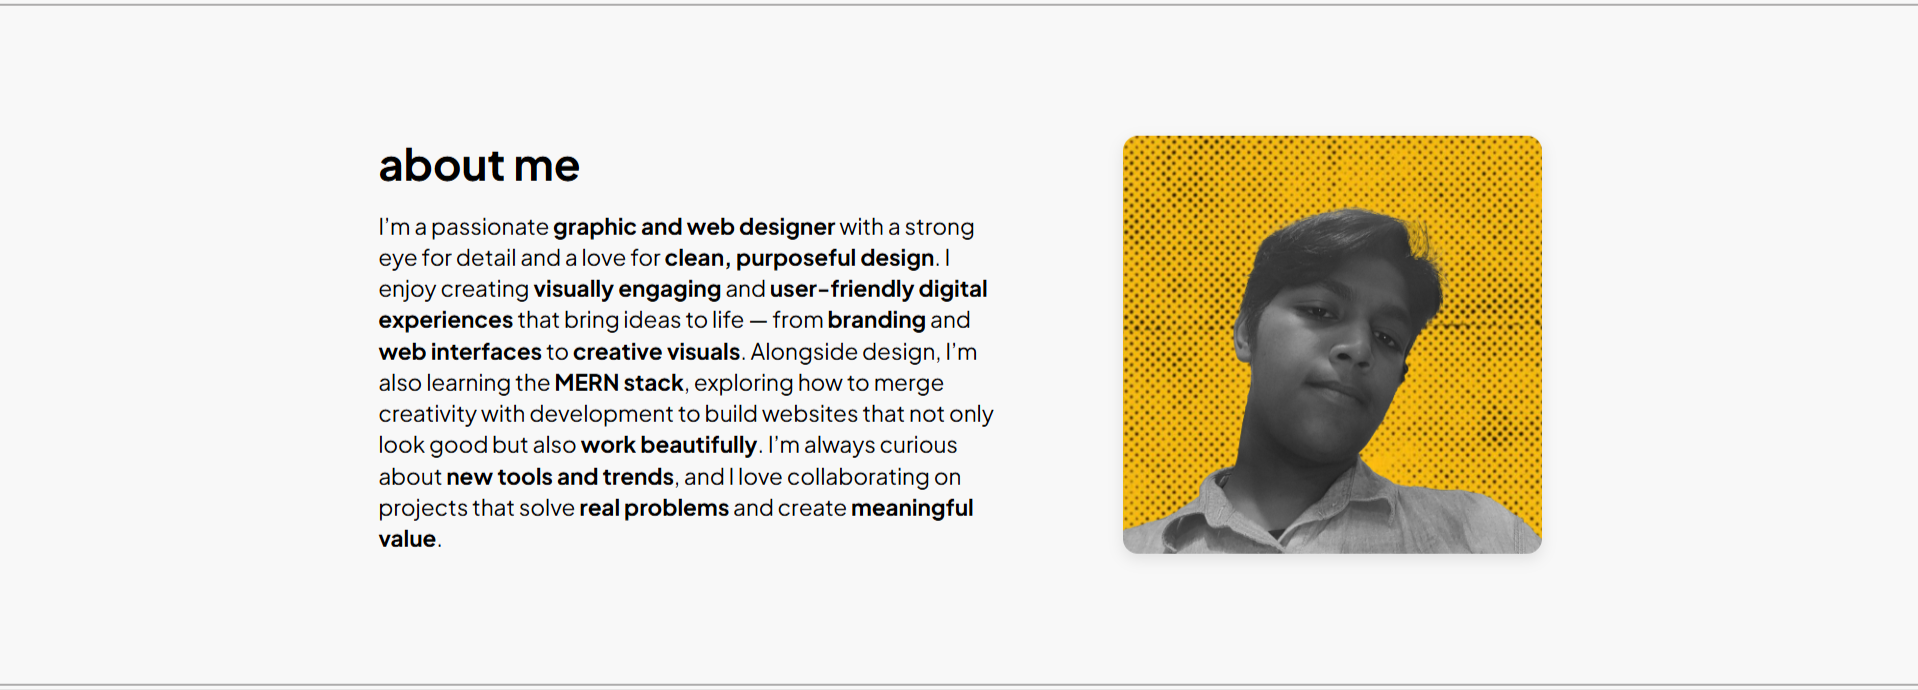 about me
I’m a passionate graphic and web designer with a strong
eye for detail and a love for clean, purposeful design. I
enjoy creating visually engaging and user-friendly digital
experiences that bring ideas to life — from branding and
web interfaces to creative visuals. Alongside design, I’m
also learning the MERN stack, exploring how to merge
creativity with development to build websites that not only
look good but also work beautifully. I’m always curious
about new tools and trends, and I love collaborating on
projects that solve real problems and create meaningful
value.